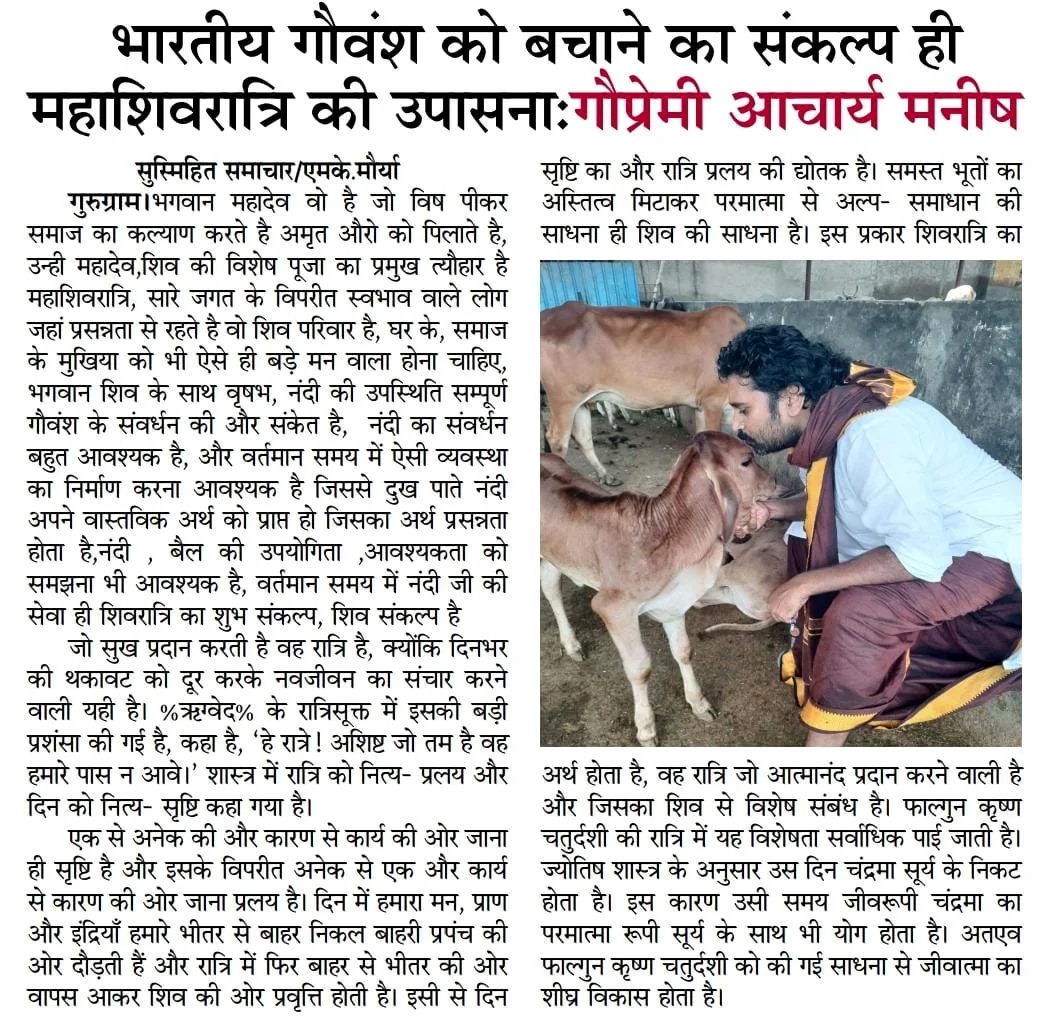 भारतीय गौवंश को बचाने का संकल्प ही
महाशिवरात्रि की उपासनाःगौप्रेमी आचार्य मनीष
सुस्मिहित समाचार/एमके.मौर्या
गुरुग्राम।भगवान महादेव वो है जो विष पीकर
समाज का कल्याण करते है अमृत औरो को पिलाते है,
उन्ही महादेव,शिव की विशेष पूजा का प्रमुख त्यौहार है
महाशिवरात्रि, सारे जगत के विपरीत स्वभाव वाले लोग
जहां प्रसन्नता से रहते है वो शिव परिवार है, घर के, समाज
के मुखिया को भी ऐसे ही बड़े मन वाला होना चाहिए,
भगवान शिव के साथ वृषभ, नंदी की उपस्थिति सम्पूर्ण
गौवंश के संवर्धन की और संकेत है, नंदी का संवर्धन
बहुत आवश्यक है, और वर्तमान समय में ऐसी व्यवस्था
का निर्माण करना आवश्यक है जिससे दुख पाते नंदी
अपने वास्तविक अर्थ को प्राप्त हो जिसका अर्थ प्रसन्नता
होता है,नंदी , बैल की उपयोगिता ,आवश्यकता को
समझना भी आवश्यक है, वर्तमान समय में नंदी जी की
सेवा ही शिवरात्रि का शुभ संकल्प, शिव संकल्प है
जो सुख प्रदान करती है वह रात्रि है, क्योंकि दिनभर
की थकावट को दूर करके नवजीवन का संचार करने
वाली यही है। %ऋग्वेद% के रात्रिसूक्त में इसकी बड़ी
प्रशंसा की गई है, कहा है, ‘हे रात्रे! अशिष्ट जो तम है वह
हमारे पास न आवे।’ शास्त्र में रात्रि को नित्य- प्रलय और
दिन को नित्य- सृष्टि कहा गया है।
एक से अनेक की और कारण से कार्य की ओर जाना
ही सृष्टि है और इसके विपरीत अनेक से एक और कार्य
से कारण की ओर जाना प्रलय है। दिन में हमारा मन, प्राण
और इंद्रियाँ हमारे भीतर से बाहर निकल बाहरी प्रपंच की
ओर दौड़ती हैं और रात्रि में फिर बाहर से भीतर की ओर
वापस आकर शिव की ओर प्रवृत्ति होती है। इसी से दिन
सृष्टि का और रात्रि प्रलय की द्योतक है। समस्त भूतों का
अस्तित्व मिटाकर परमात्मा से अल्प- समाधान की
साधना ही शिव की साधना है। इस प्रकार शिवरात्रि का
अर्थ होता है, वह रात्रि जो आत्मानंद प्रदान करने वाली है
और जिसका शिव से विशेष संबंध है। फाल्गुन कृष्ण
चतुर्दशी की रात्रि में यह विशेषता सर्वाधिक पाई जाती है।
ज्योतिष शास्त्र के अनुसार उस दिन चंद्रमा सूर्य के निकट
होता है। इस कारण उसी समय जीवरूपी चंद्रमा का
परमात्मा रूपी सूर्य के साथ भी योग होता है। अतएव
फाल्गुन कृष्ण चतुर्दशी को की गई साधना से जीवात्मा का
शीघ्र विकास होता है।